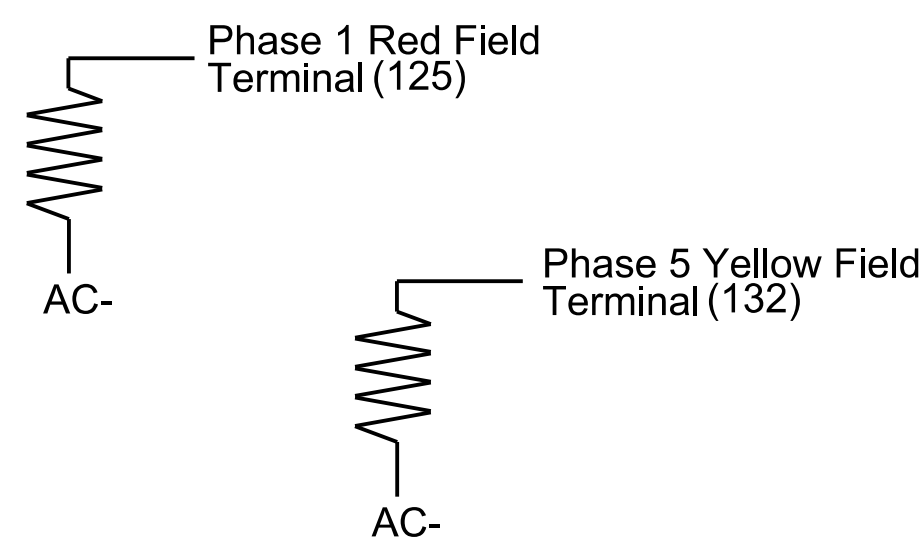 Phase 1 Red Field
Terminal (125)
AC-
Phase 5 Yellow Field
Terminal (132)
AC-